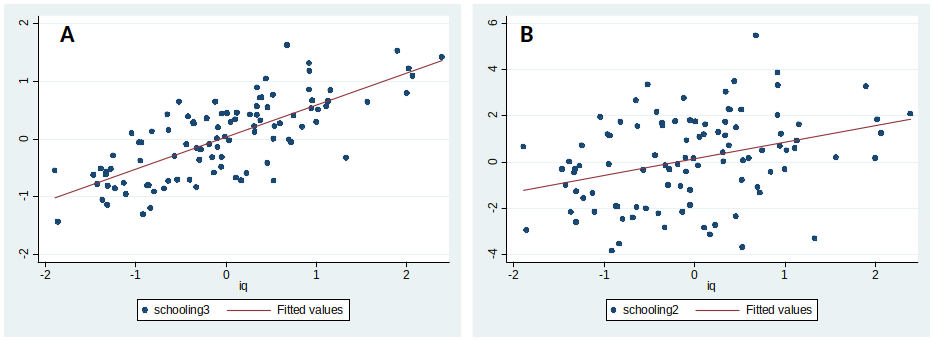 A
2
1
0
-1
-2
-2 -1 0 1 2
iq
schooling3 Fitted values
B
6
4
2
0
-2
-4
-2 -1 0 1 2
iq
schooling2 Fitted values